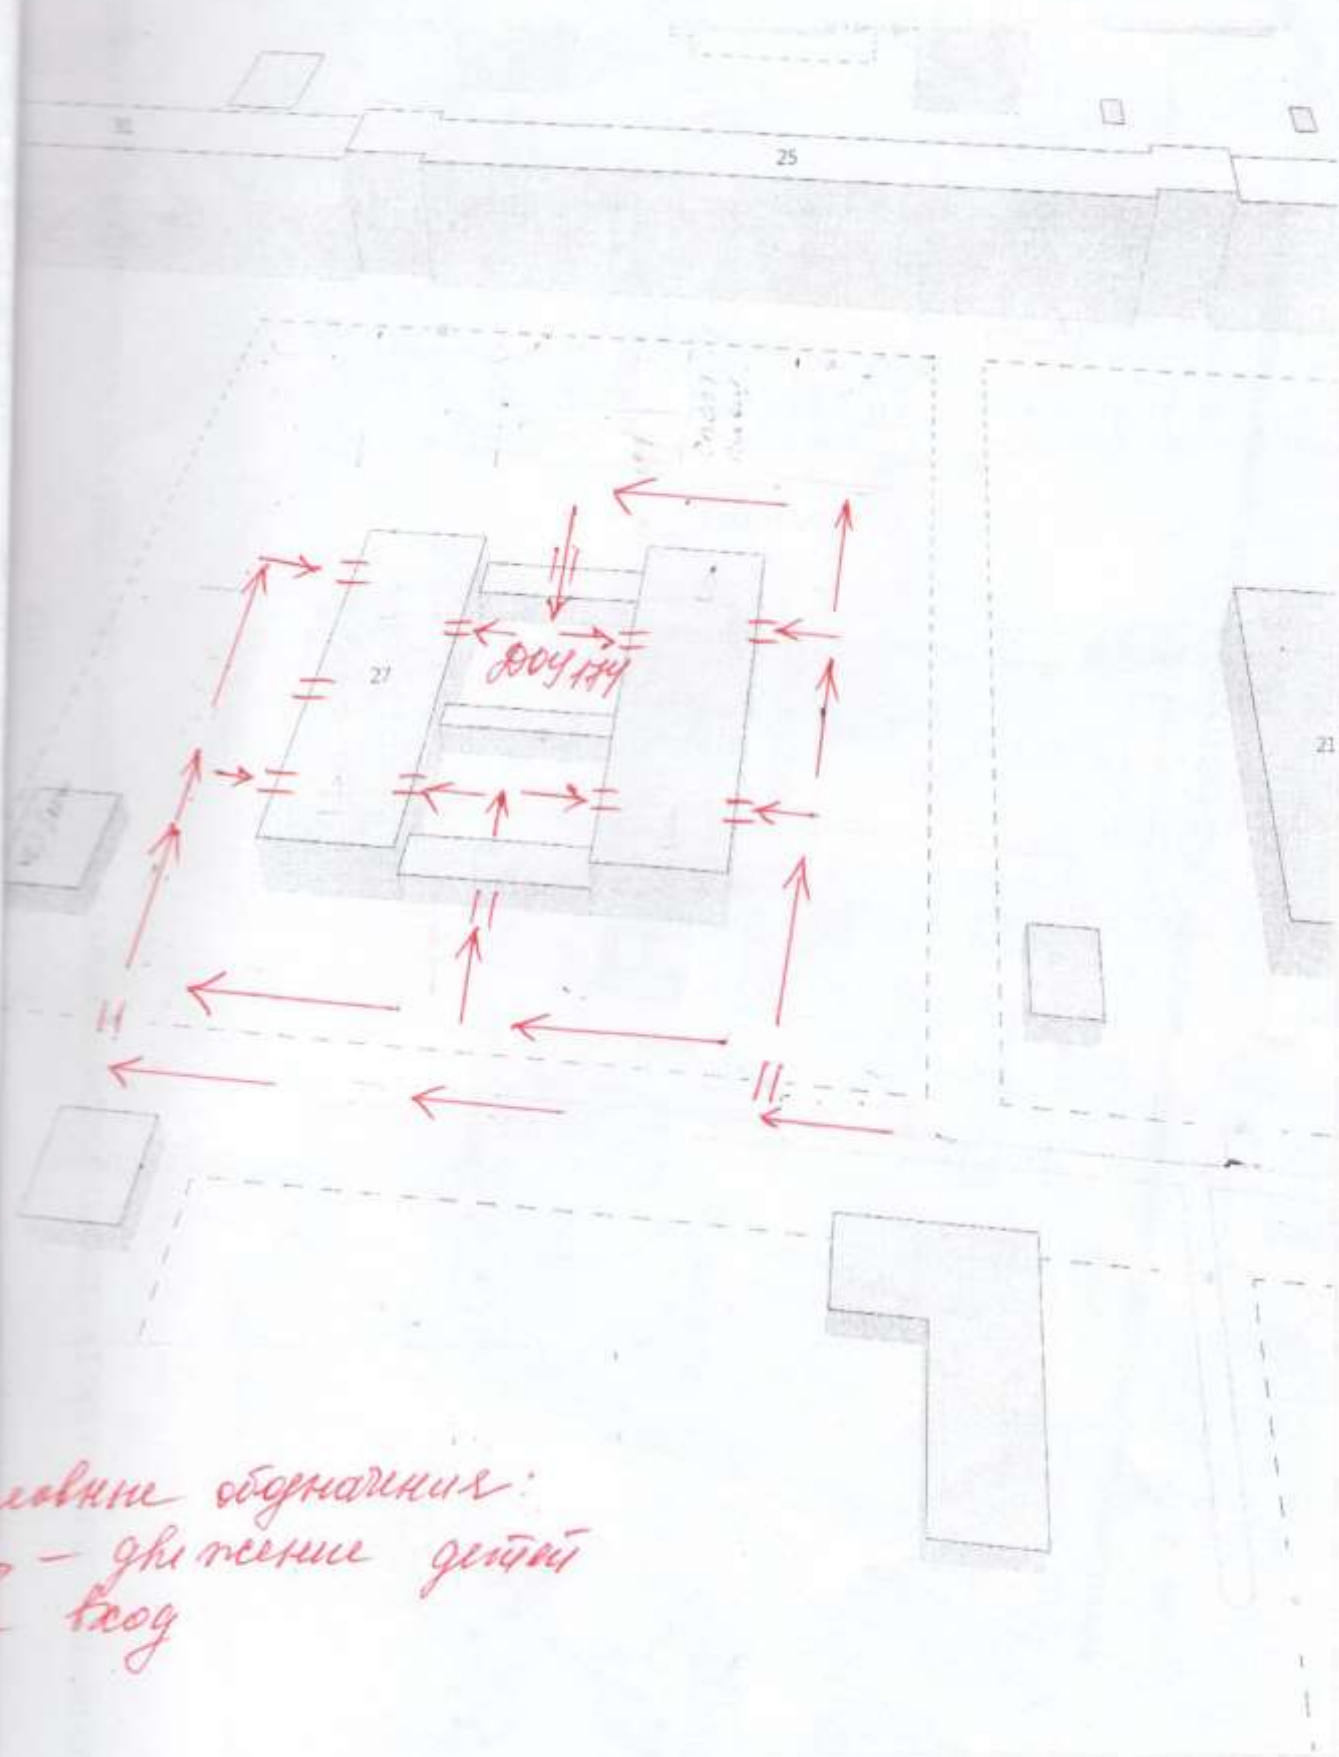 25
27
ДОУ 174
21
ловные обозначения:
– движение детей
вход